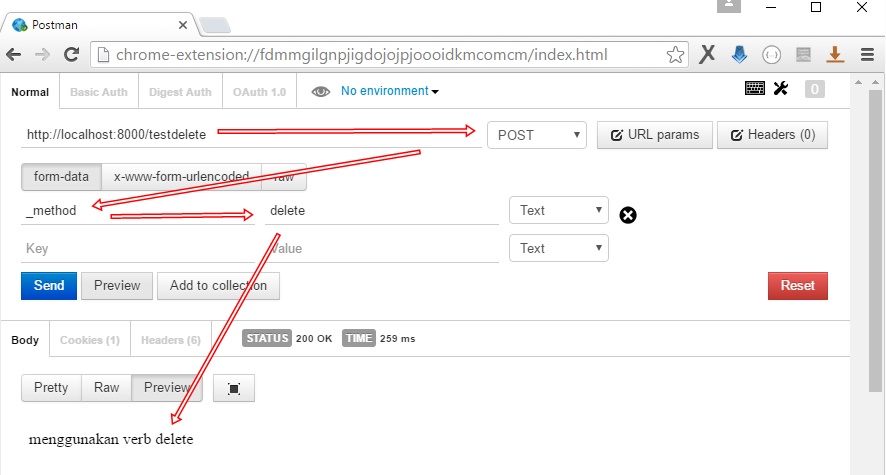 Postman
chrome-extension://fdmmgilgnpjigdojojpjoooidkmcomcm/index.html
Normal Basic Auth Digest Auth OAuth 1.0 No environment 0
http://localhost:8000/testdelete POST URL params Headers (0)
form-data x-www-form-urlencoded raw
_method delete Text
Key Value Text
Send Preview Add to collection Reset
Body Cookies (1) Headers (6) STATUS 200 OK TIME 259 ms
Pretty Raw Preview
menggunakan verb delete